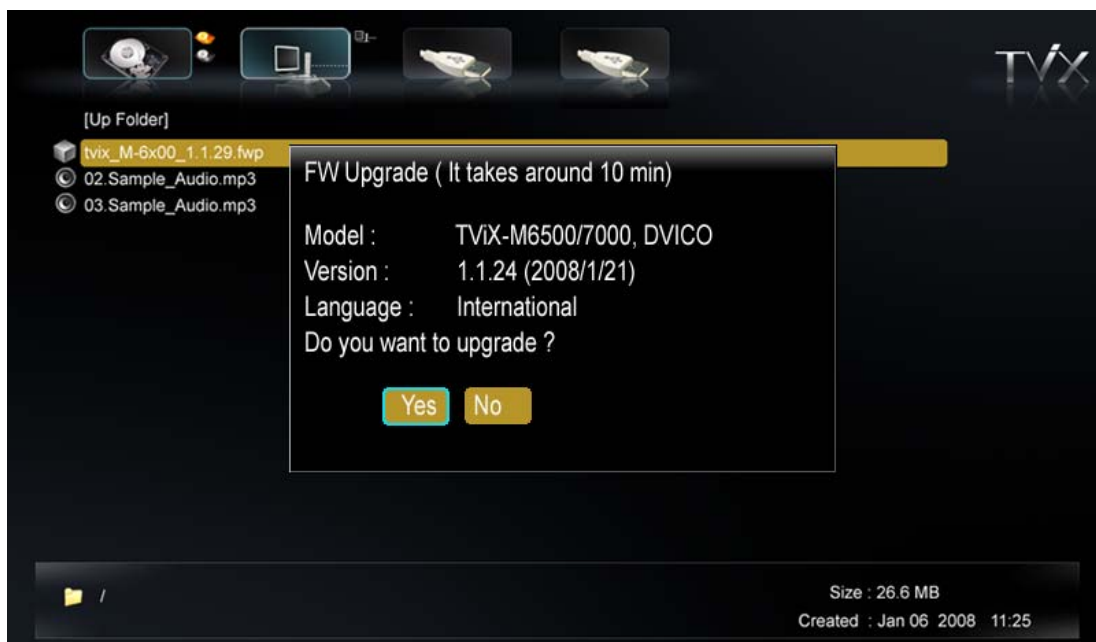 TViX
[Up Folder]
tvix_M-6x00_1.1.29.fwp
02.Sample_Audio.mp3
03.Sample_Audio.mp3
FW Upgrade ( It takes around 10 min)
Model : TViX-M6500/7000, DVICO
Version : 1.1.24 (2008/1/21)
Language : International
Do you want to upgrade ?
Yes No
/
Size : 26.6 MB
Created : Jan 06 2008 11:25